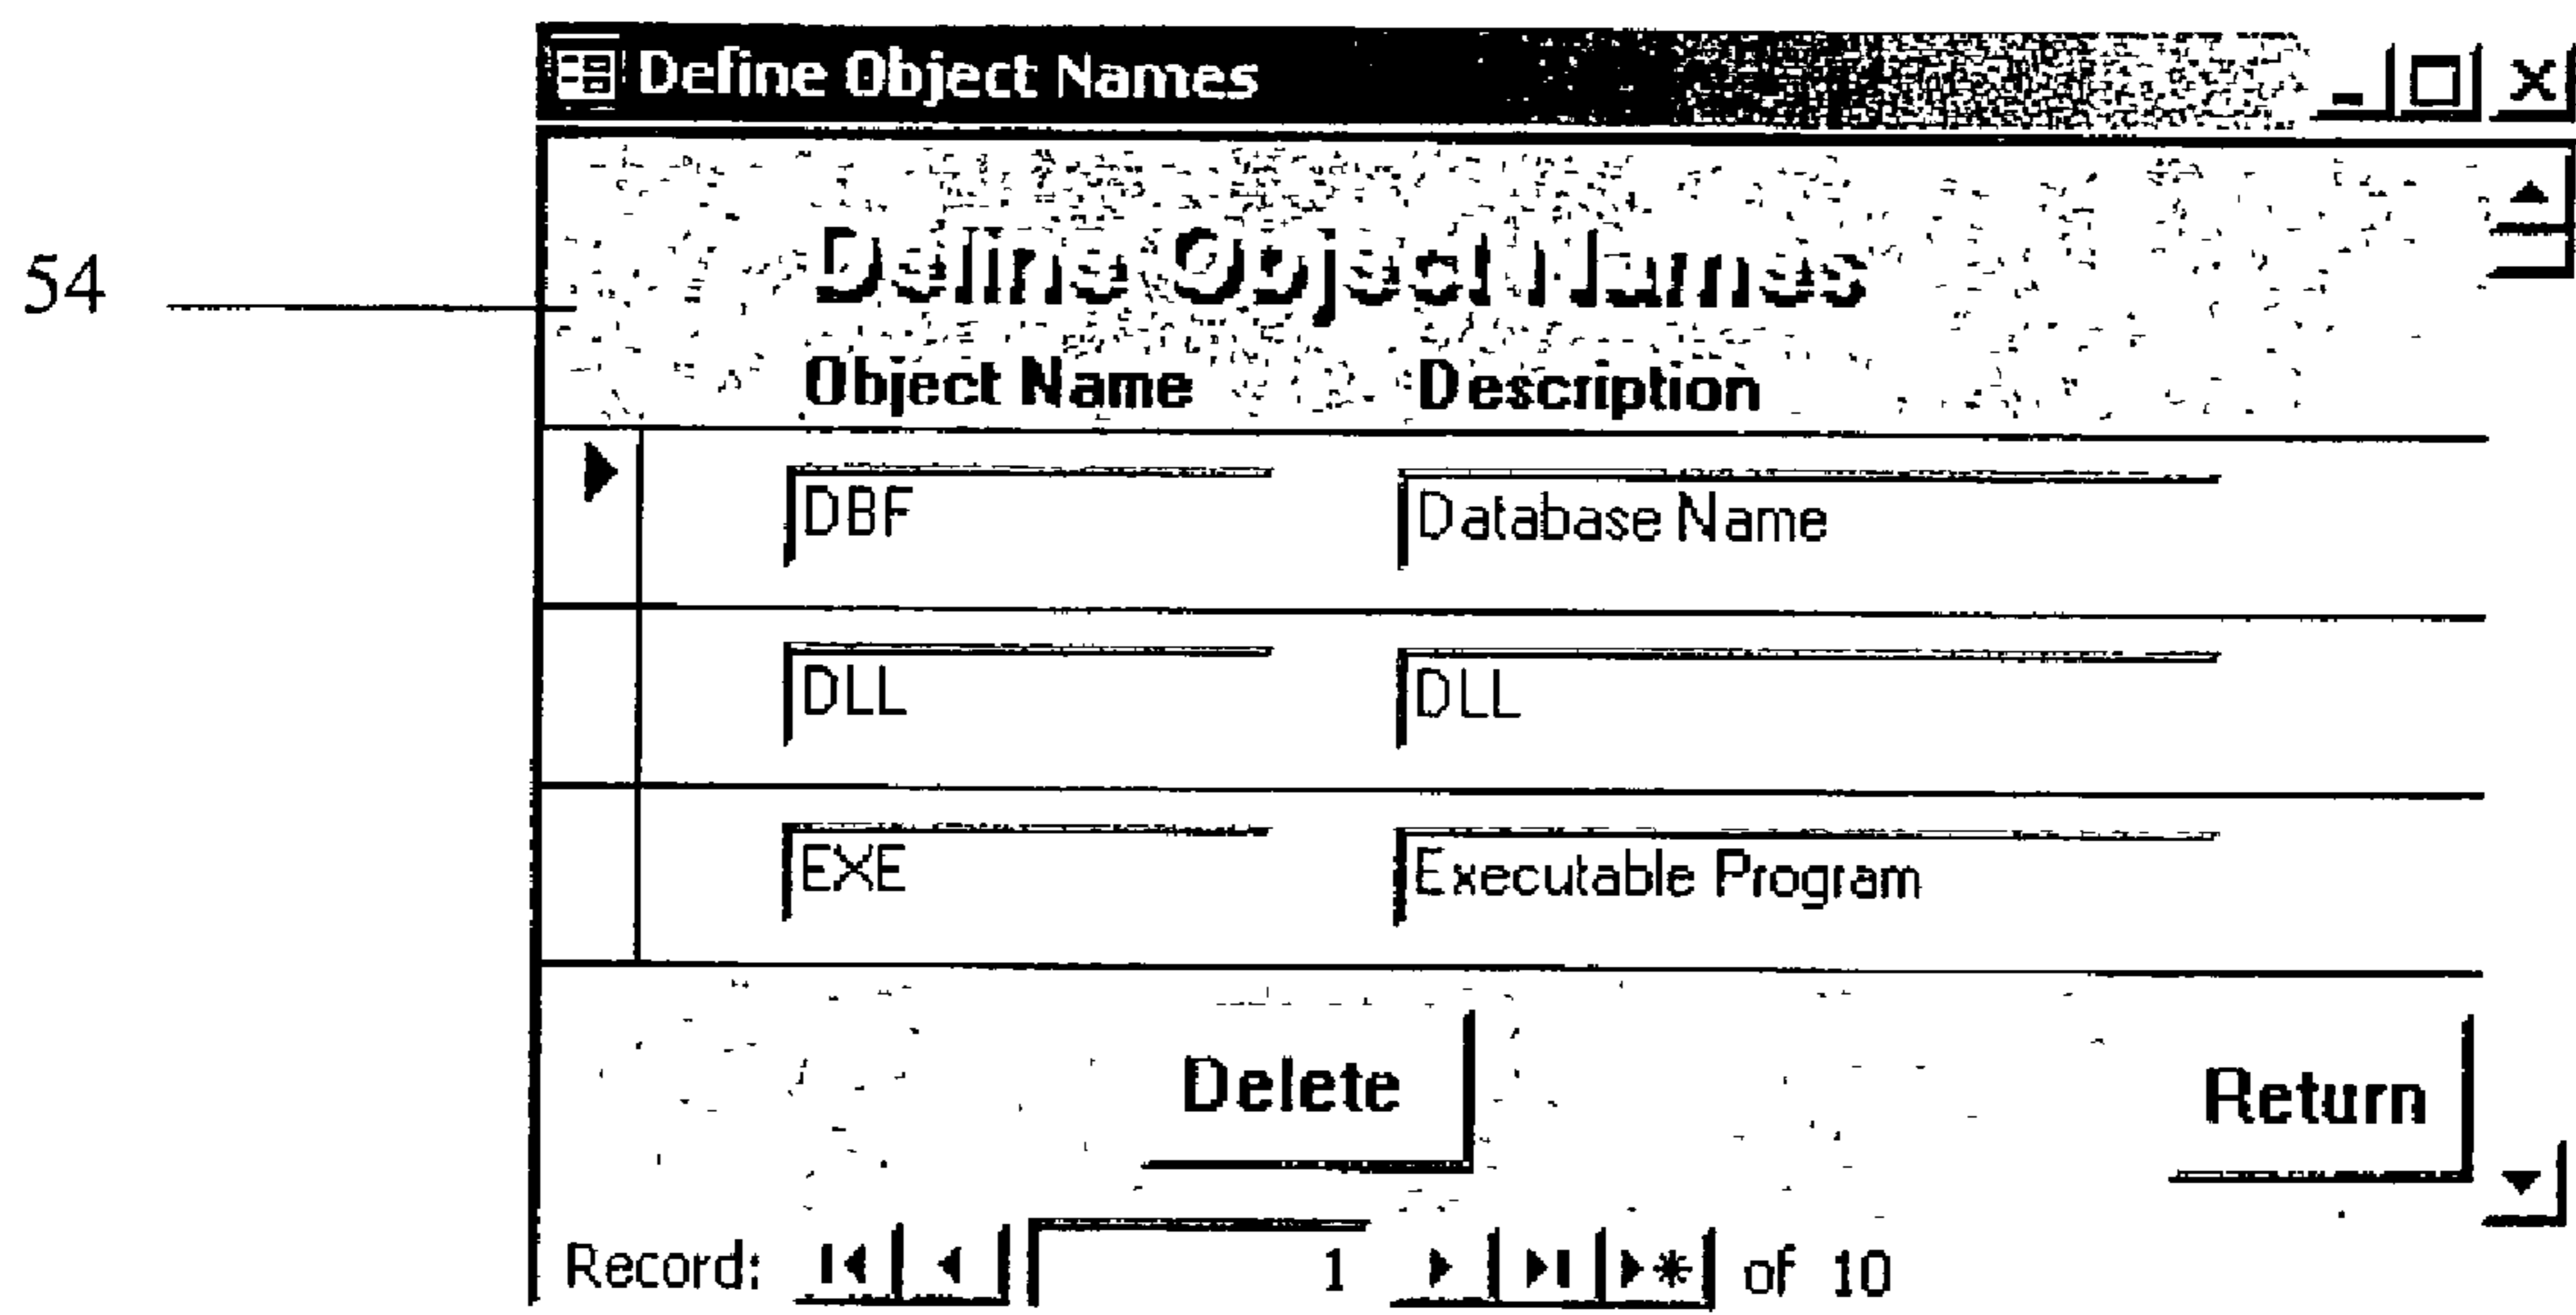 Define Object Names
54
Define Object Names
Object Name Description
DBF Database Name
DLL DLL
EXE Executable Program
Delete Return
Record: 1 of 10